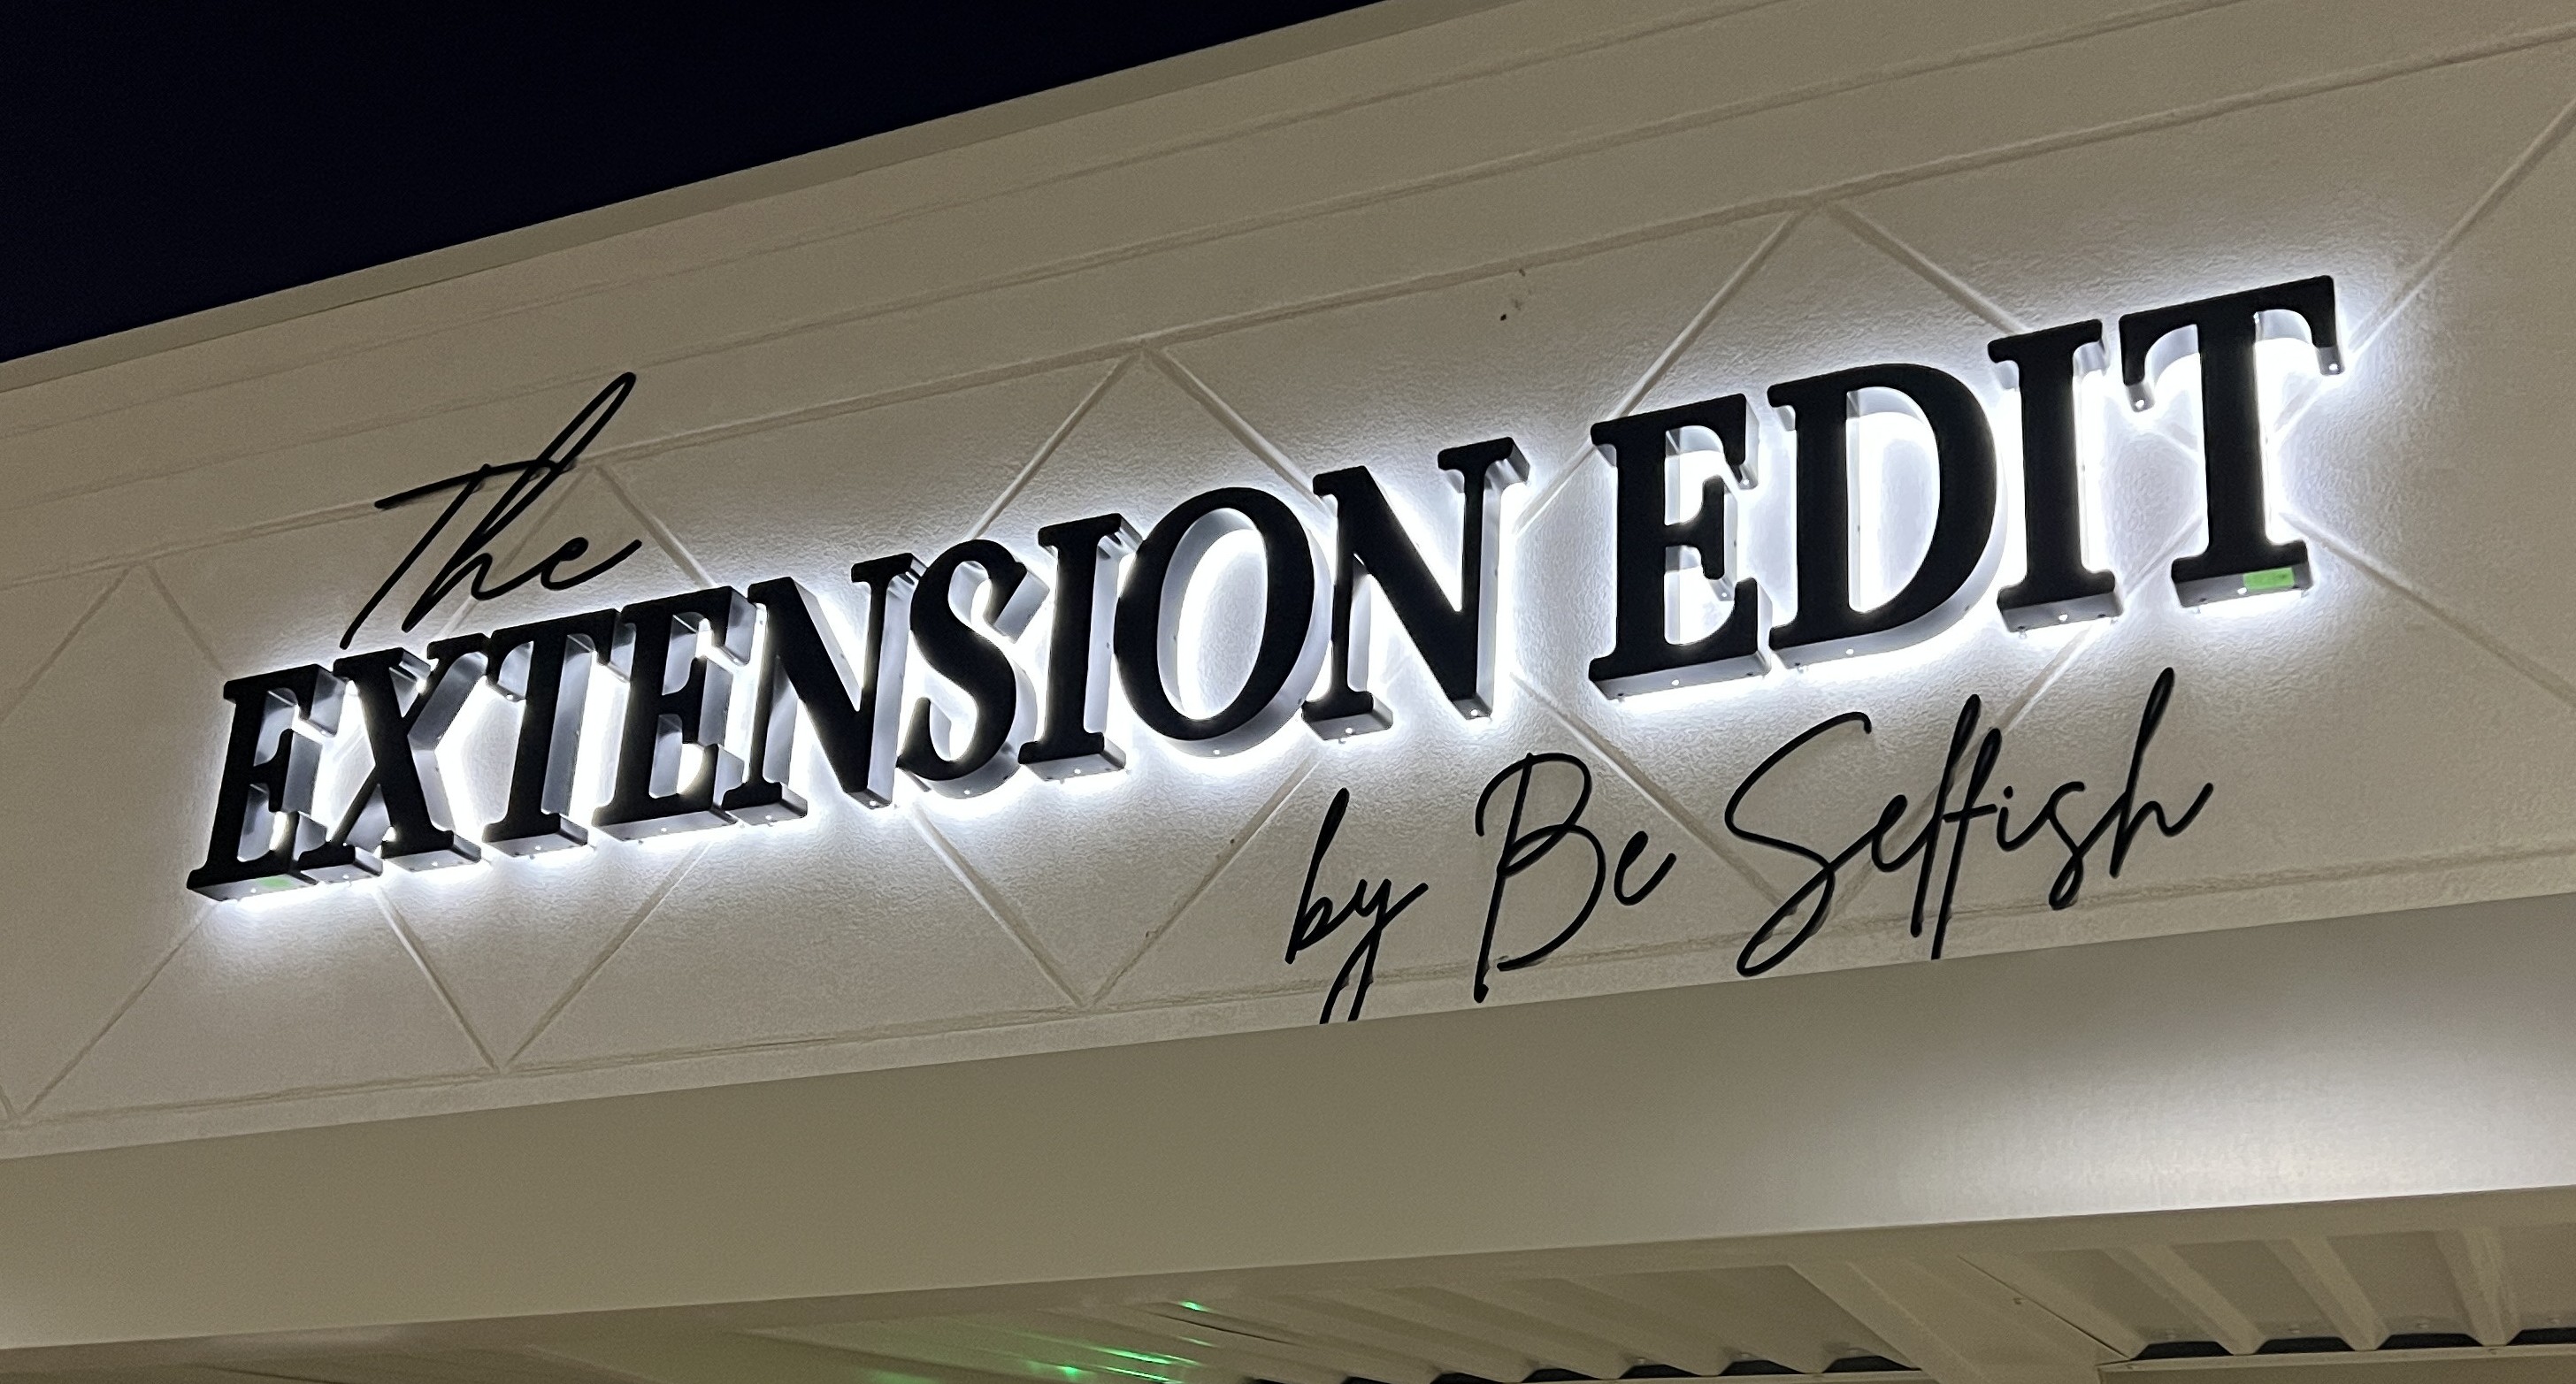 The
EXTENSION EDIT
by Be Selfish